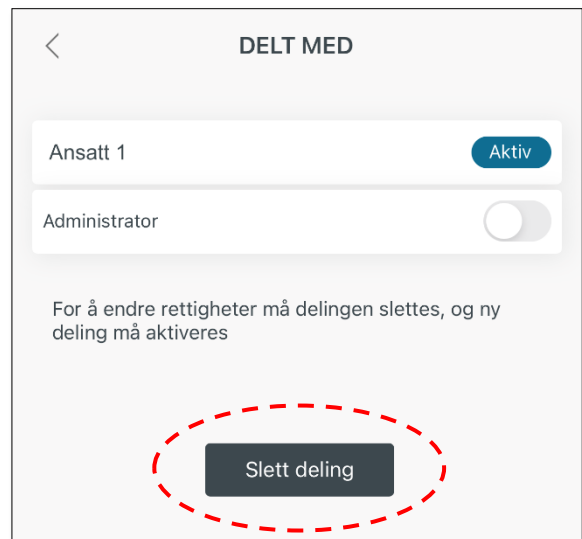 DELT MED
Ansatt 1
Aktiv
Administrator
For å endre rettigheter må delingen slettes, og ny
deling må aktiveres
Slett deling